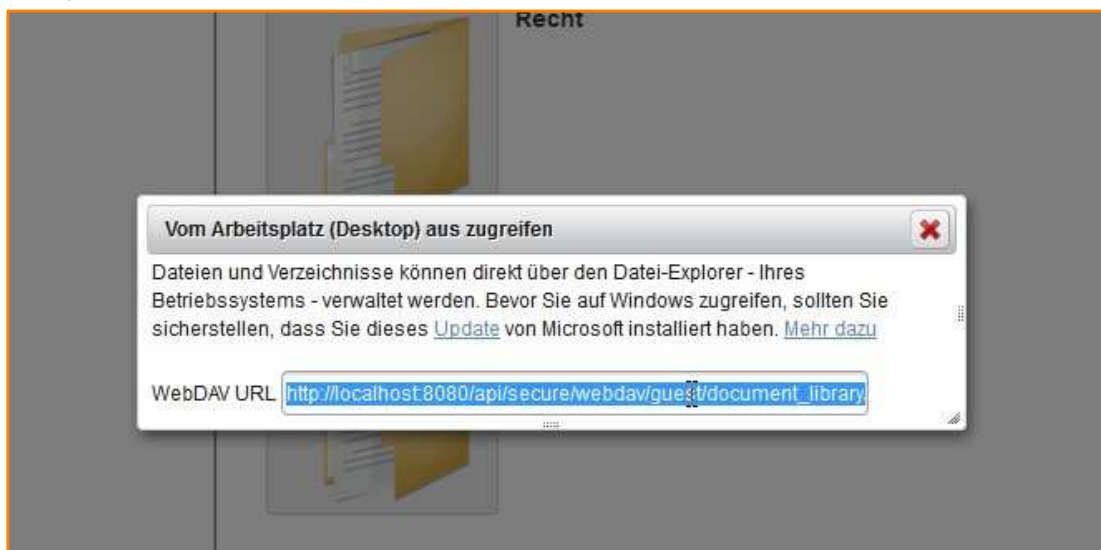 Recht
Vom Arbeitsplatz (Desktop) aus zugreifen
Dateien und Verzeichnisse können direkt über den Datei-Explorer - Ihres
Betriebssystems - verwaltet werden. Bevor Sie auf Windows zugreifen, sollten Sie
sicherstellen, dass Sie dieses Update von Microsoft installiert haben. Mehr dazu
WebDAV URL http://localhost:8080/api/secure/webdav/guest/document_library